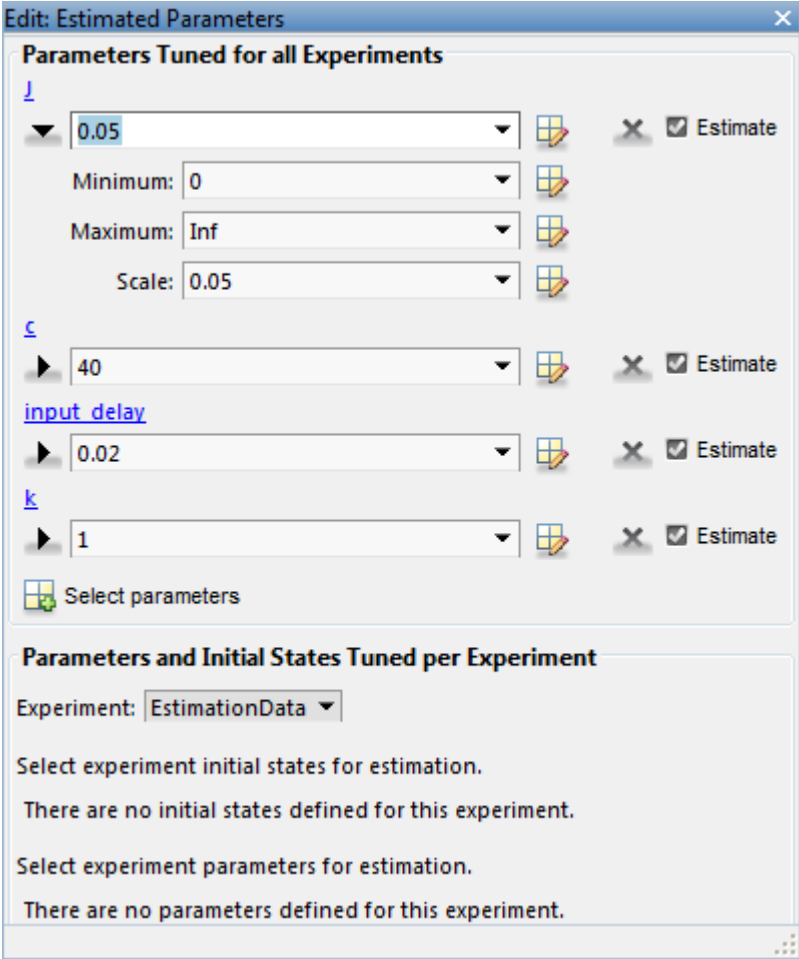 Edit: Estimated Parameters
Parameters Tuned for all Experiments
J
0.05 Estimate
Minimum: 0
Maximum: Inf
Scale: 0.05
c
40 Estimate
input_delay
0.02 Estimate
k
1 Estimate
Select parameters
Parameters and Initial States Tuned per Experiment
Experiment: EstimationData
Select experiment initial states for estimation.
There are no initial states defined for this experiment.
Select experiment parameters for estimation.
There are no parameters defined for this experiment.